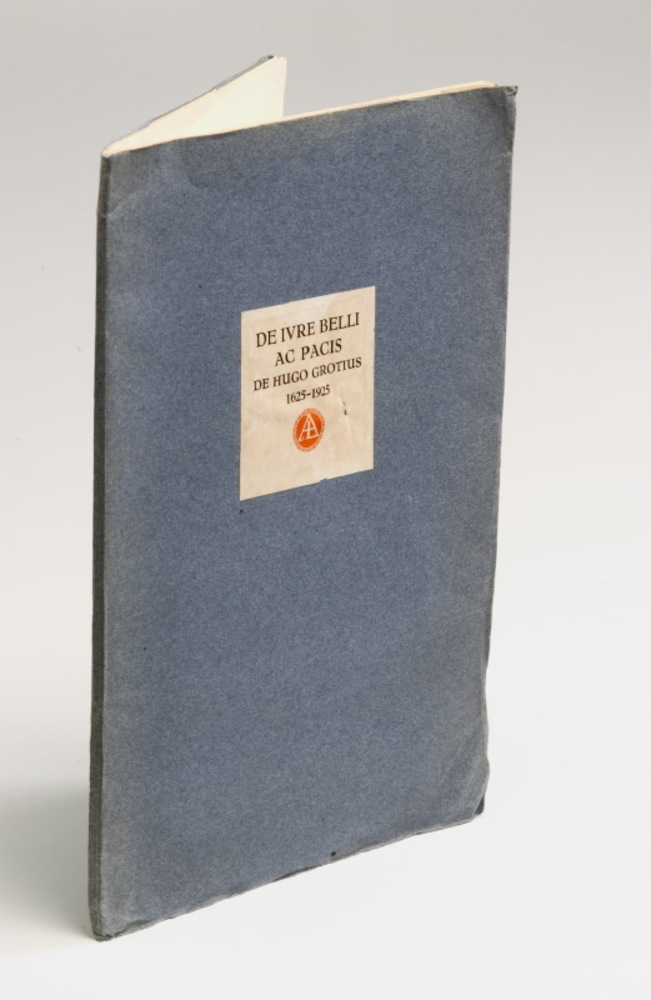 DE IVRE BELLI
AC PACIS
DE HUGO GROTIUS
1625-1925